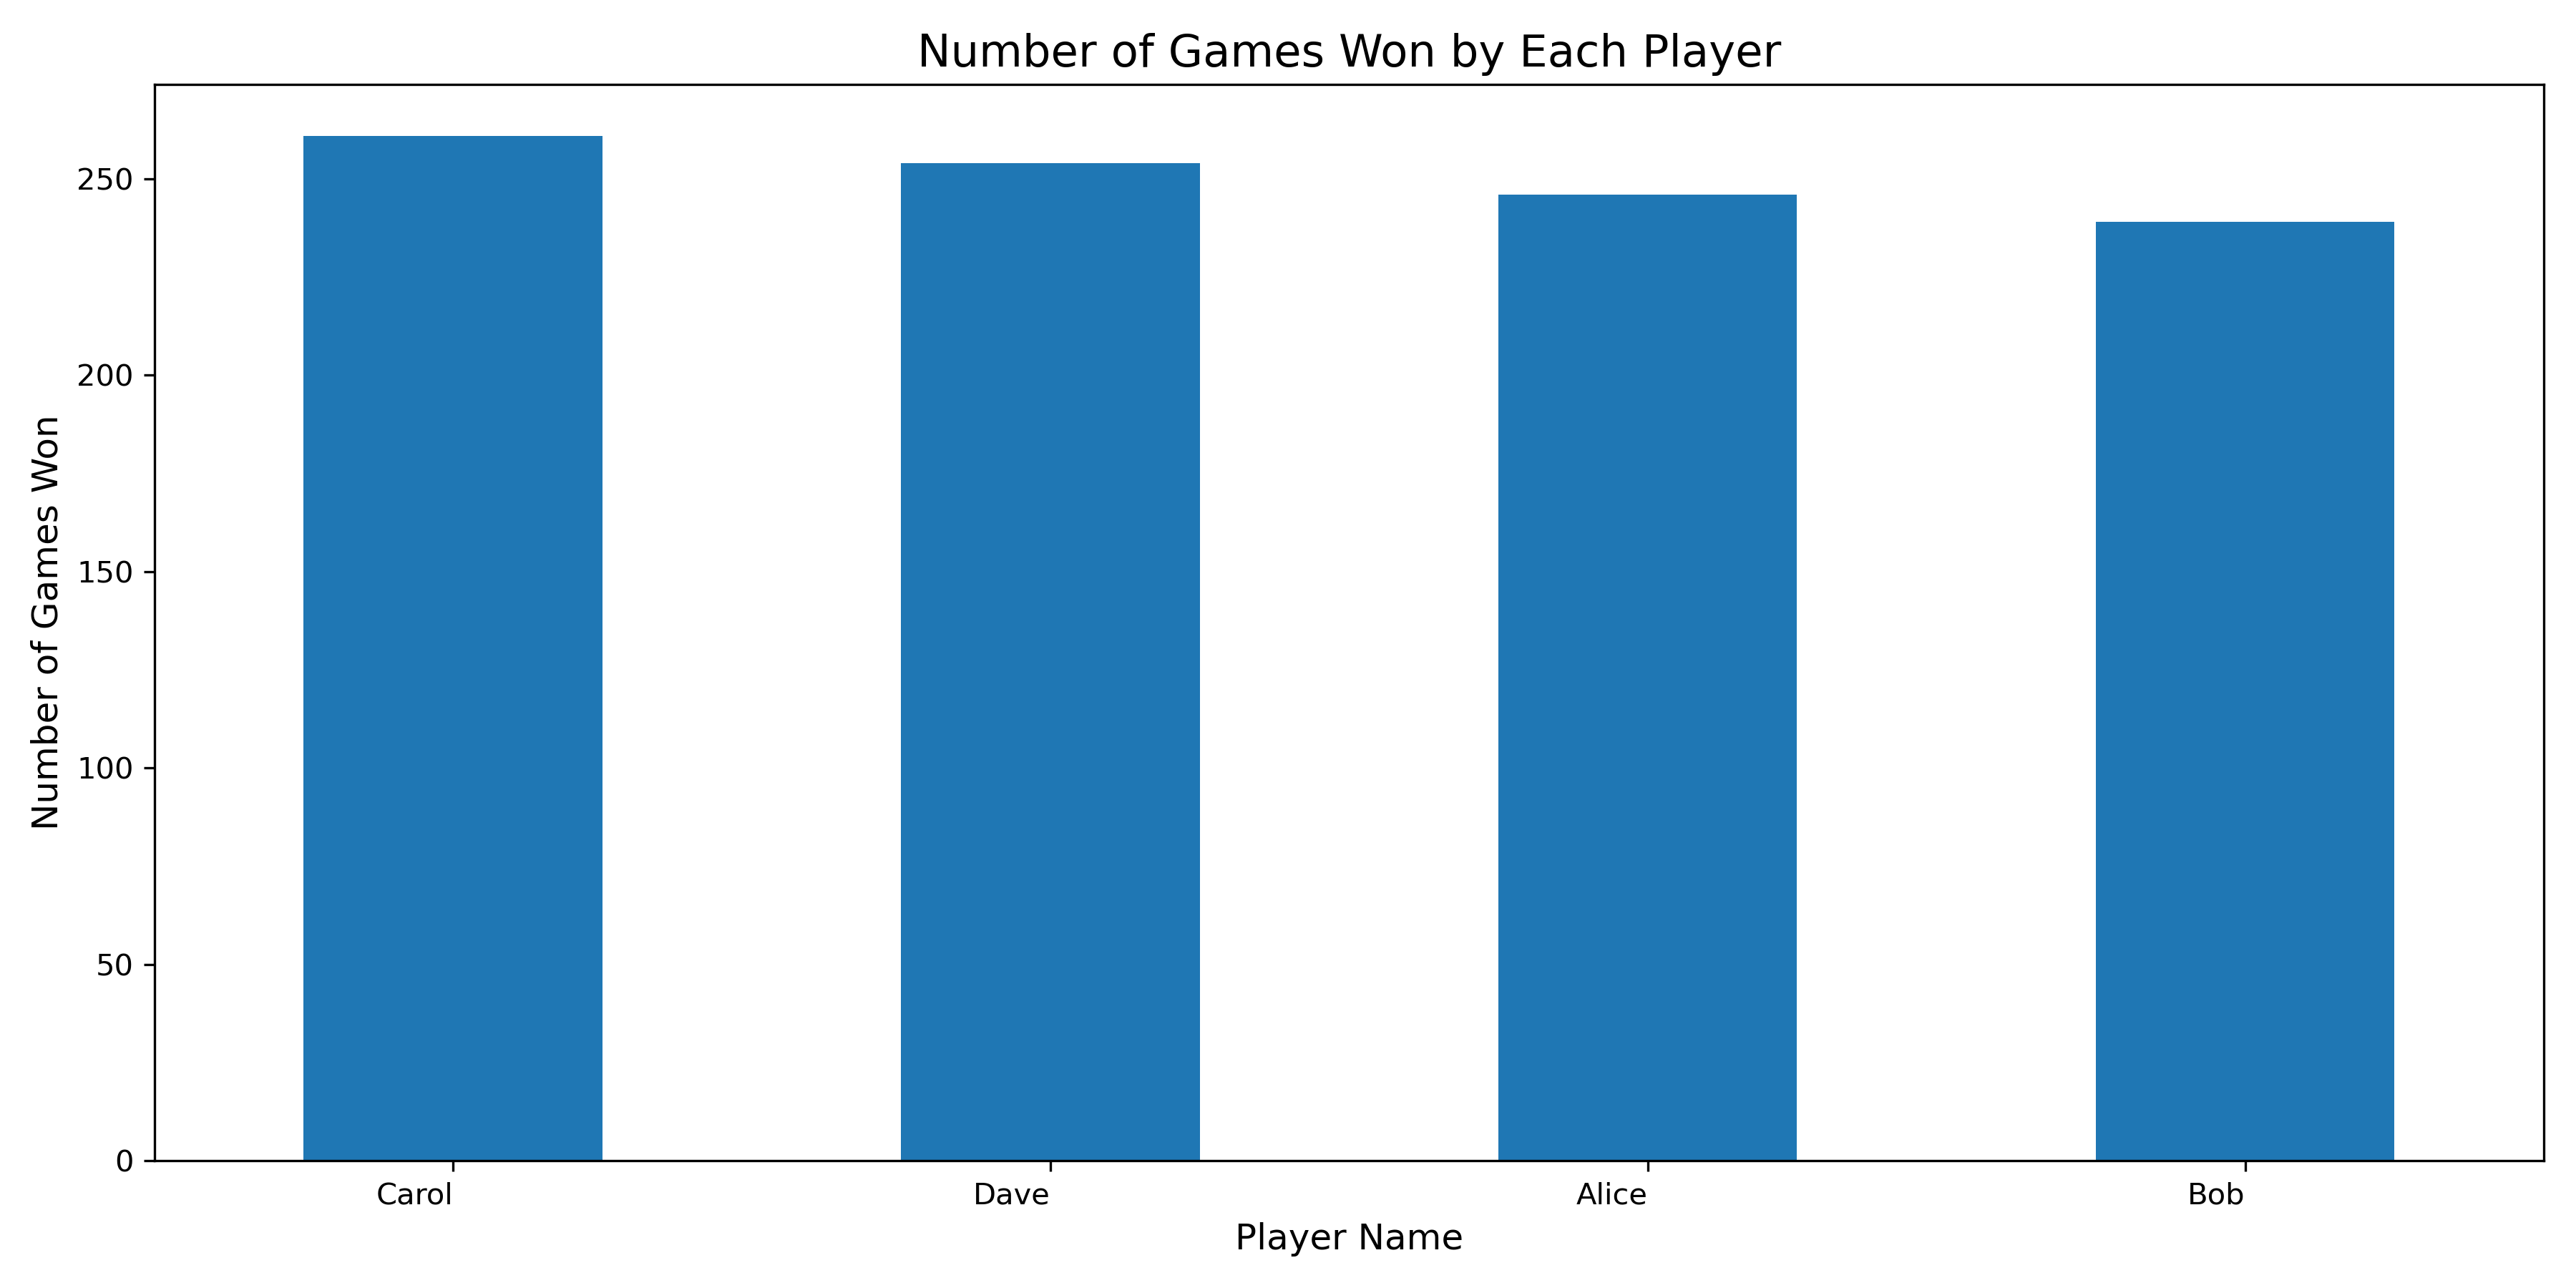 Number of Games Won by Each Player
Number of Games Won
250
200
150
100
50
0
Carol Dave Alice Bob
Player Name